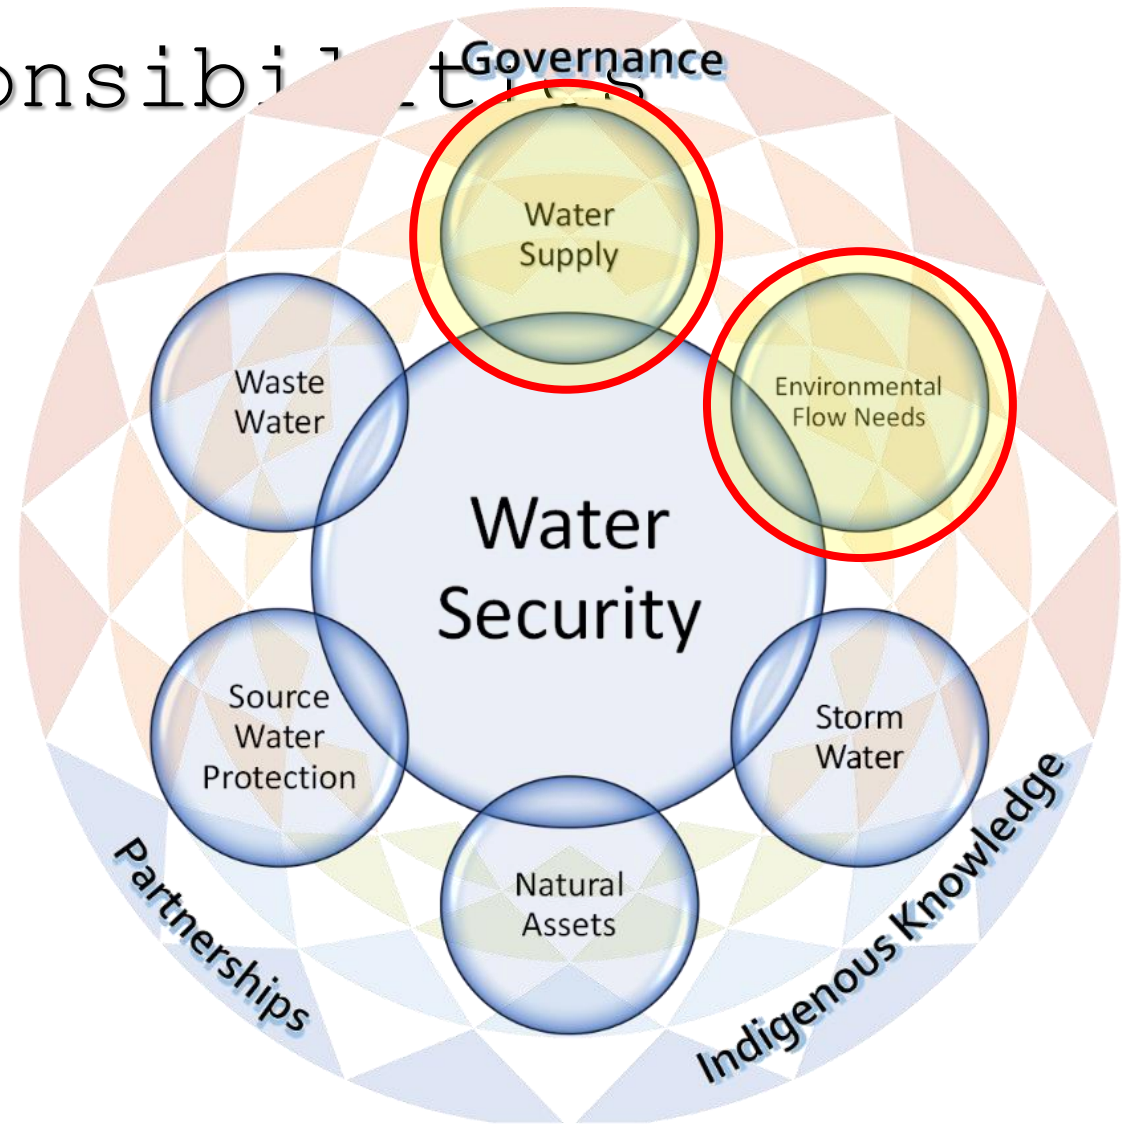 Governance
Water
Supply
Environmental
Flow Needs
Waste
Water
Water
Security
Source
Water
Protection
Storm
Water
Natural
Assets
Partnerships
Indigenous Knowledge